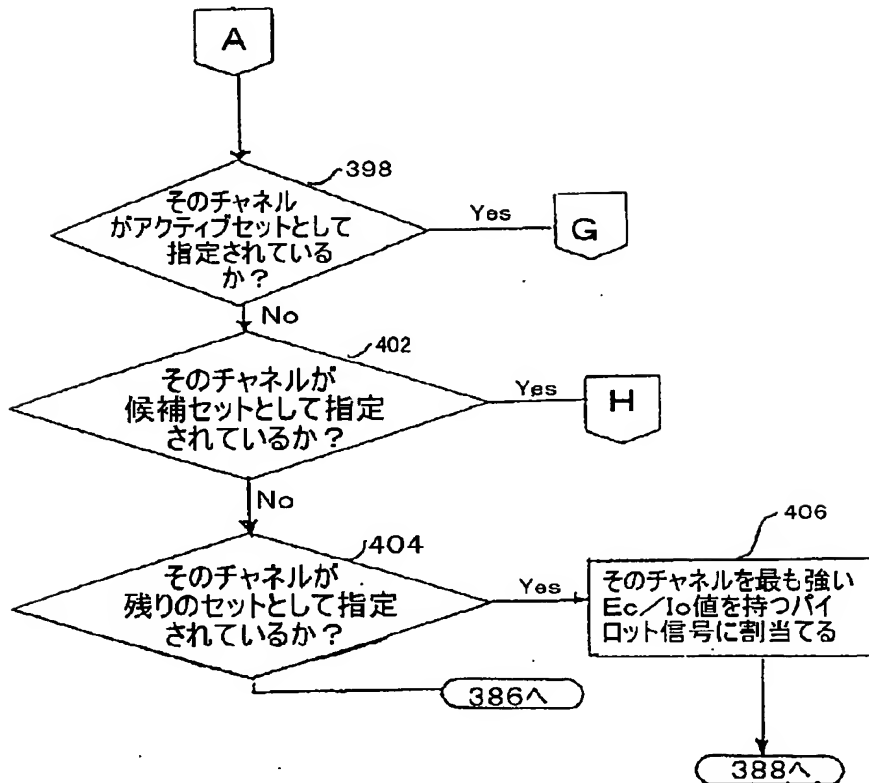 A
398
そのチャネル
がアクティブセットとして
指定されている
か？
Yes
G
No
402
そのチャネルが
候補セットとして指定
されているか？
Yes
H
No
404
そのチャネルが
残りのセットとして指定
されているか？
Yes
406
そのチャネルを最も強い
Ec／Io値を持つパイ
ロット信号に割当てる
386へ
388へ